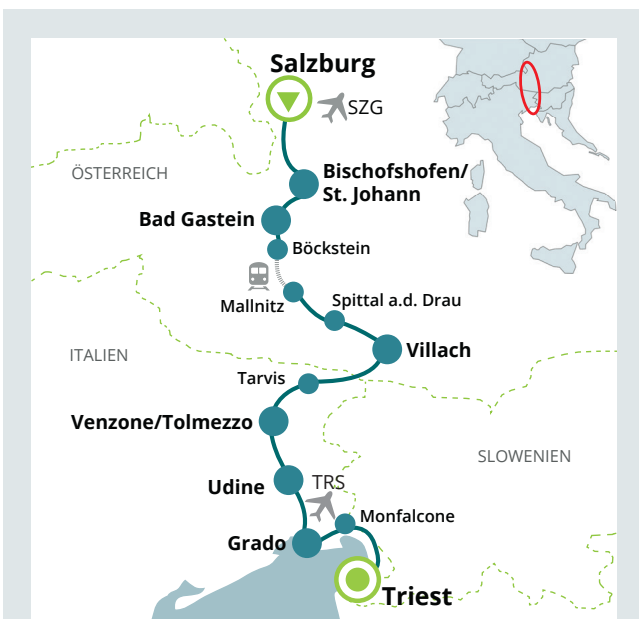 Salzburg
SZG
ÖSTERREICH
Bischofshofen/
St. Johann
Bad Gastein
Böckstein
Mallnitz
Spittal a.d. Drau
ITALIEN
Villach
Tarvis
Venzone/Tolmezzo
SLOWENIEN
Udine
TRS
Monfalcone
Grado
Triest